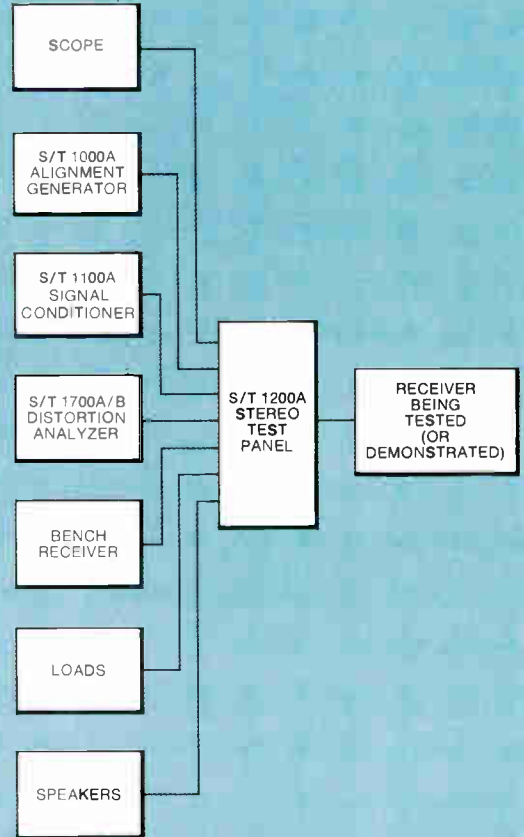 SCOPE
S/T 1000A
ALIGNMENT
GENERATOR
S/T 1100A
SIGNAL
CONDITIONER
S/T 1700A/B
DISTORTION
ANALYZER
BENCH
RECEIVER
LOADS
SPEAKERS
S/T 1200A
STEREO
TEST
PANEL
RECEIVER
BEING
TESTED
(OR
DEMONSTRATED)